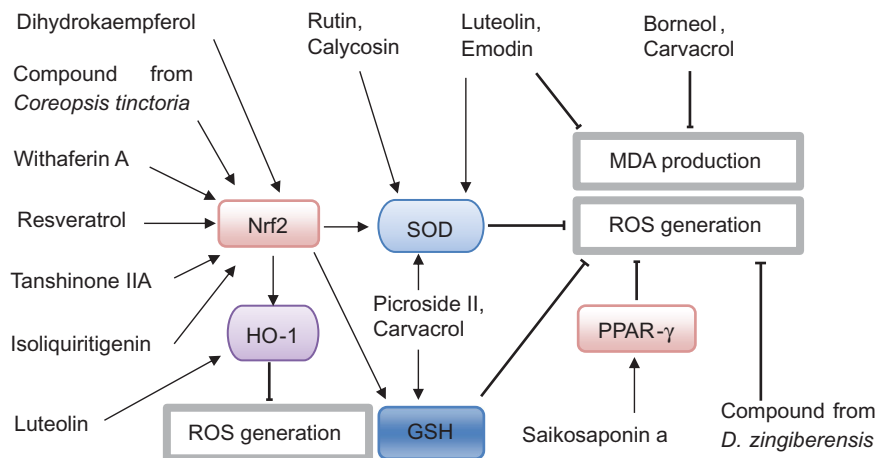 Dihydrokaempferol
Rutin,
Calycosin
Luteolin,
Emodin
Borneol,
Carvacrol
Compound from
Coreopsis tinctoria
MDA production
Withaferin A
Resveratrol
Nrf2
SOD
ROS generation
Tanshinone IIA
Picroside II,
Carvacrol
HO-1
PPAR-γ
Isoliquiritigenin
Luteolin
ROS generation
GSH
Saikosaponin a
Compound from
D. zingiberensis